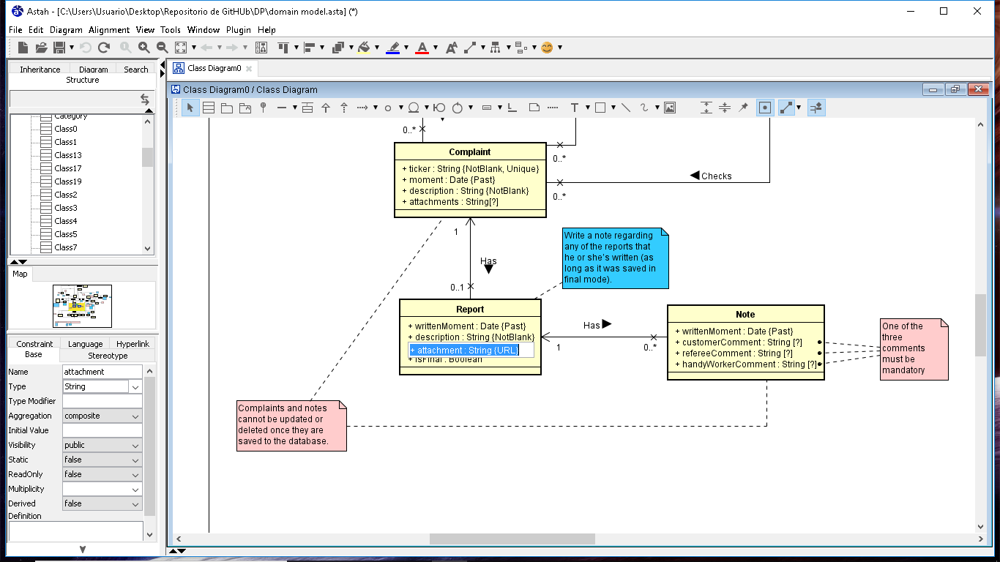 Astah - [C:\Users\Usuario\Desktop\Repositorio de GitHUb\DP\domain model.asta] (*)
File Edit Diagram Alignment View Tools Window Plugin Help
Inheritance Diagram Search
Structure
Category
Class0
Class1
Class13
Class17
Class19
Class2
Class3
Class4
Class5
Class7
Map
Constraint Language Hyperlink
Base Stereotype
Name attachment
Type String
Type Modifier
Aggregation composite
Initial Value
Visibility public
Static false
ReadOnly false
Multiplicity
Derived false
Definition
Class Diagram0
Class Diagram0 / Class Diagram
0..*
Complaint
+ ticker : String {NotBlank, Unique}
+ moment : Date {Past}
+ description : String {NotBlank}
+ attachments : String[?]
0..*
Checks
0..*
1
Has
0..1
Write a note regarding
any of the reports that
he or she's written (as
long as it was saved in
final mode).
Report
+ writtenMoment : Date {Past}
+ description : String {NotBlank}
+ attachment : String {URL}
+ isFinal : Boolean
Has
1
0..*
Note
+ writtenMoment : Date {Past}
+ customerComment : String [?]
+ refereeComment : String [?]
+ handyWorkerComment : String [?]
One of the
three
comments
must be
mandatory
Complaints and notes
cannot be updated or
deleted once they are
saved to the database.